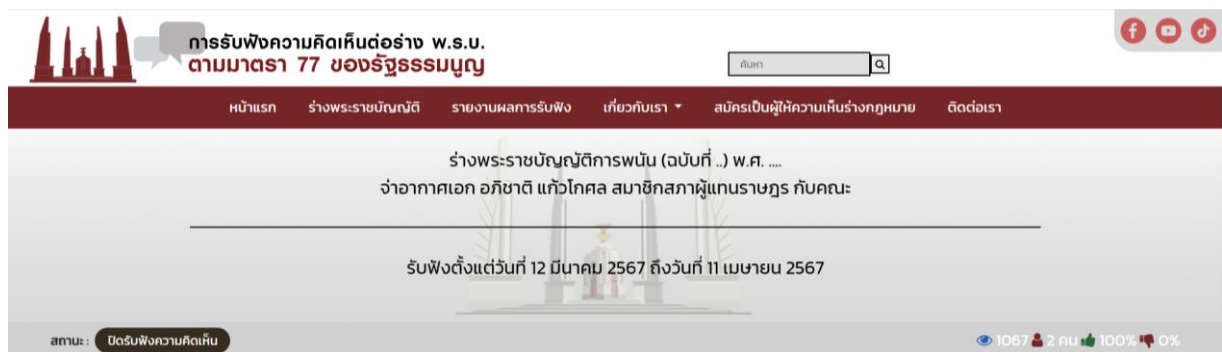 การรับฟังความคิดเห็นต่อร่าง พ.ร.บ.
ตามมาตรา 77 ของรัฐธรรมนูญ
ค้นหา
หน้าแรก ร่างพระราชบัญญัติ รายงานผลการรับฟัง เกี่ยวกับเรา สมัครเป็นผู้ให้ความเห็นร่างกฎหมาย ติดต่อเรา
ร่างพระราชบัญญัติการพนัน (ฉบับที่ ..) พ.ศ. ....
จ่าอากาศเอก อภิชาติ แก้วโกศล สมาชิกสภาผู้แทนราษฎร กับคณะ
รับฟังตั้งแต่วันที่ 12 มีนาคม 2567 ถึงวันที่ 11 เมษายน 2567
สถานะ : ปิดรับฟังความคิดเห็น 1067 2 คน 100% 0%